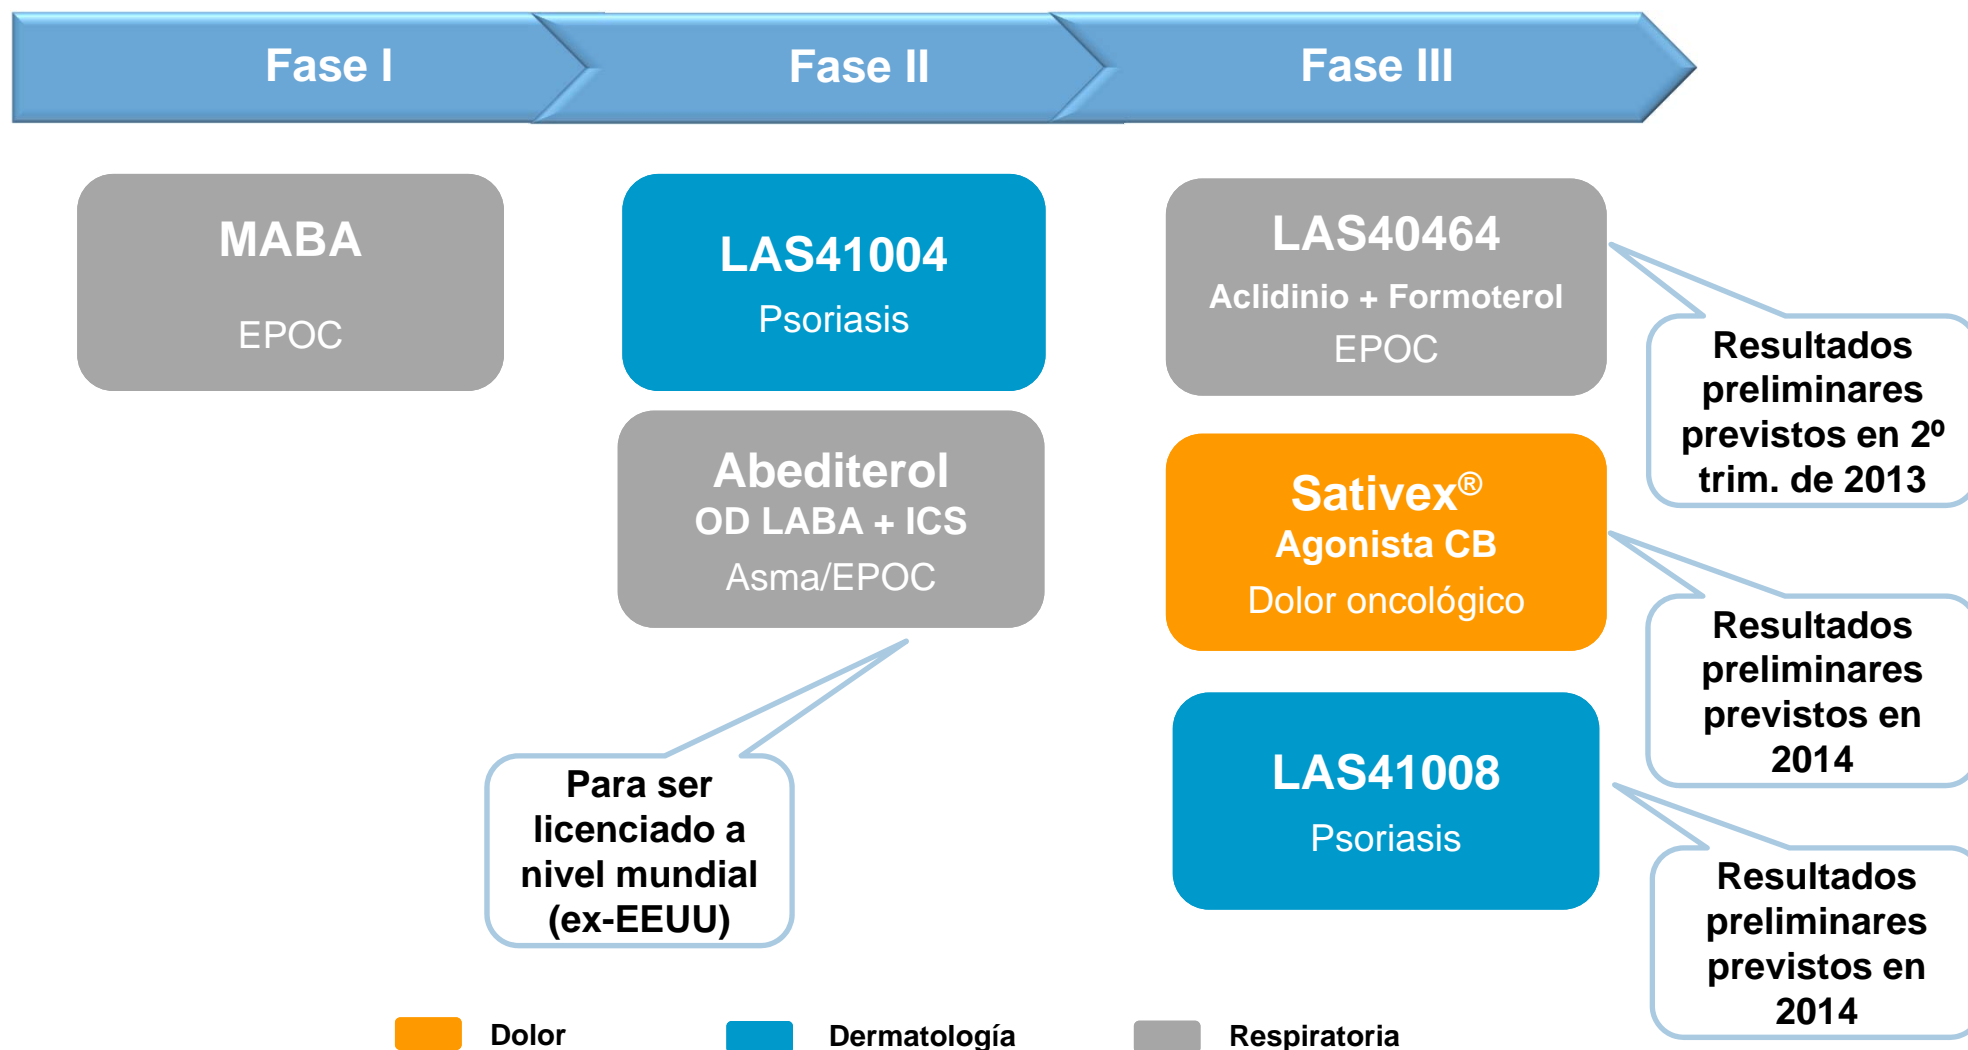 Fase I
Fase II
Fase III
MABA
EPOC
LAS41004
Psoriasis
Abediterol
OD LABA + ICS
Asma/EPOC
Para ser
licenciado a
nivel mundial
(ex-EEUU)
LAS40464
Aclidinio + Formoterol
EPOC
Resultados
preliminares
previstos en 2º
trim. de 2013
Sativex®
Agonista CB
Dolor oncológico
Resultados
preliminares
previstos en
2014
LAS41008
Psoriasis
Resultados
preliminares
previstos en
2014
Dolor
Dermatología
Respiratoria